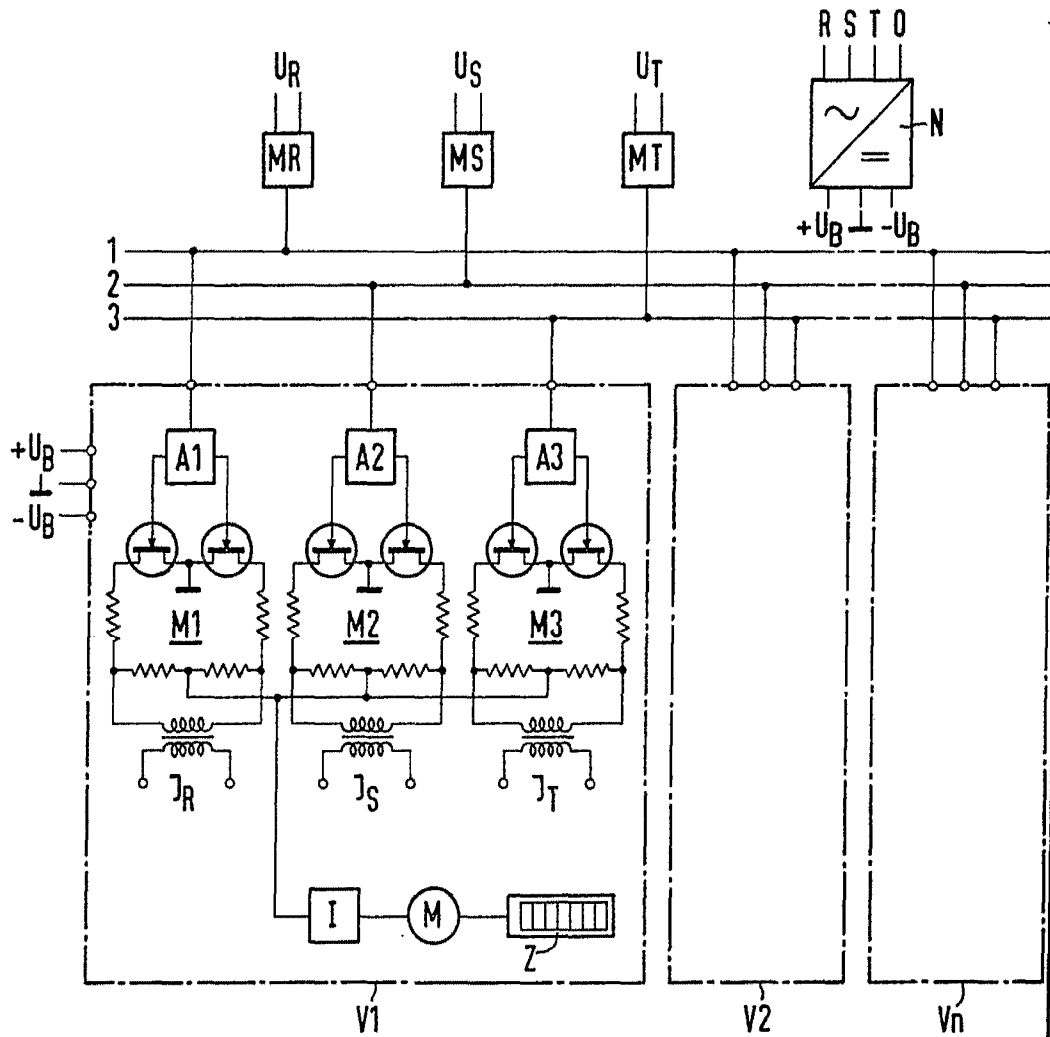 R S T O
U_R U_S U_T
N
MR MS MT
+U_B -U_B
1
2
3
+U_B
-U_B
A1 A2 A3
M1 M2 M3
J_R J_S J_T
I M
Z
V1 V2 Vn